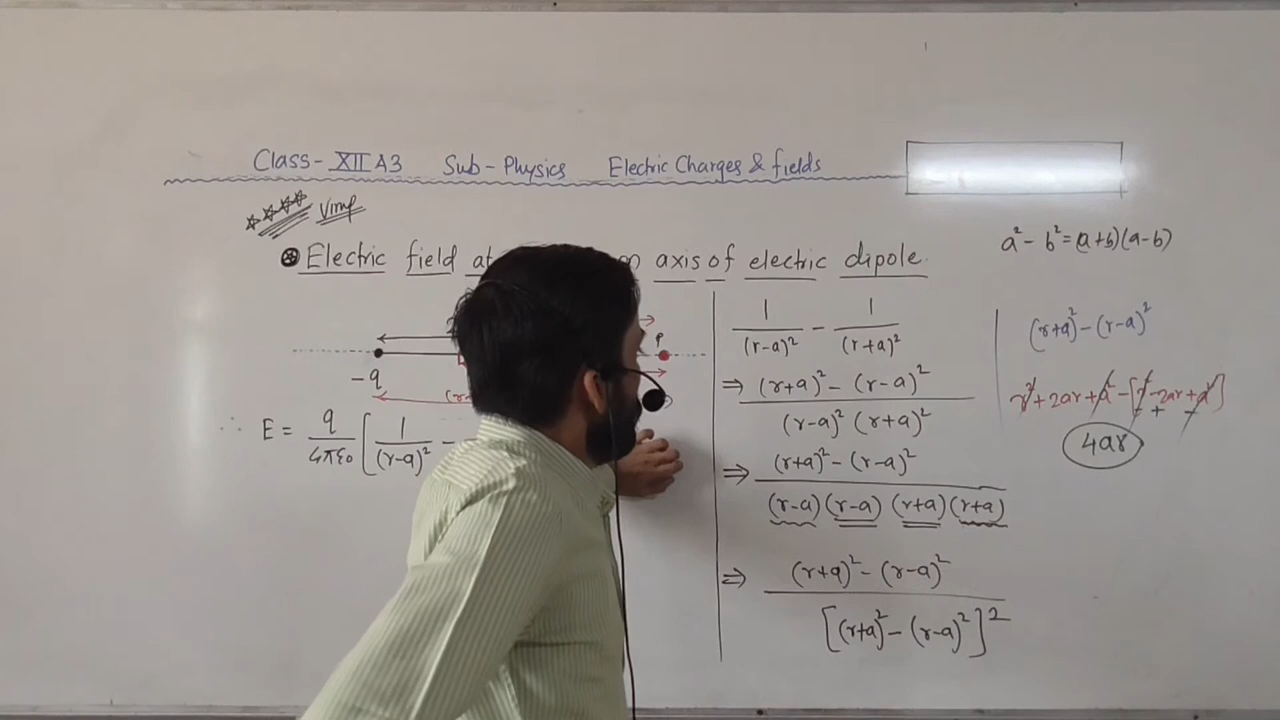 Class- XII A3 Sub- Physics Electric Charges & fields
Vimp
Electric field at on axis of electric dipole.
a² - b² = (a+b)(a-b)
-q
P
E = q/4πε₀ [ 1/(r-a)² -
1/(r-a)² - 1/(r+a)²
⇒ (r+a)² - (r-a)² / (r-a)² (r+a)²
⇒ (r+a)² - (r-a)² / (r-a) (r-a) (r+a) (r+a)
⇒ (r+a)² - (r-a)² / [(r+a)² - (r-a)²]²
(r+a)² - (r-a)²
r² + 2ar + a² - [r² - 2ar + a²]
4ar